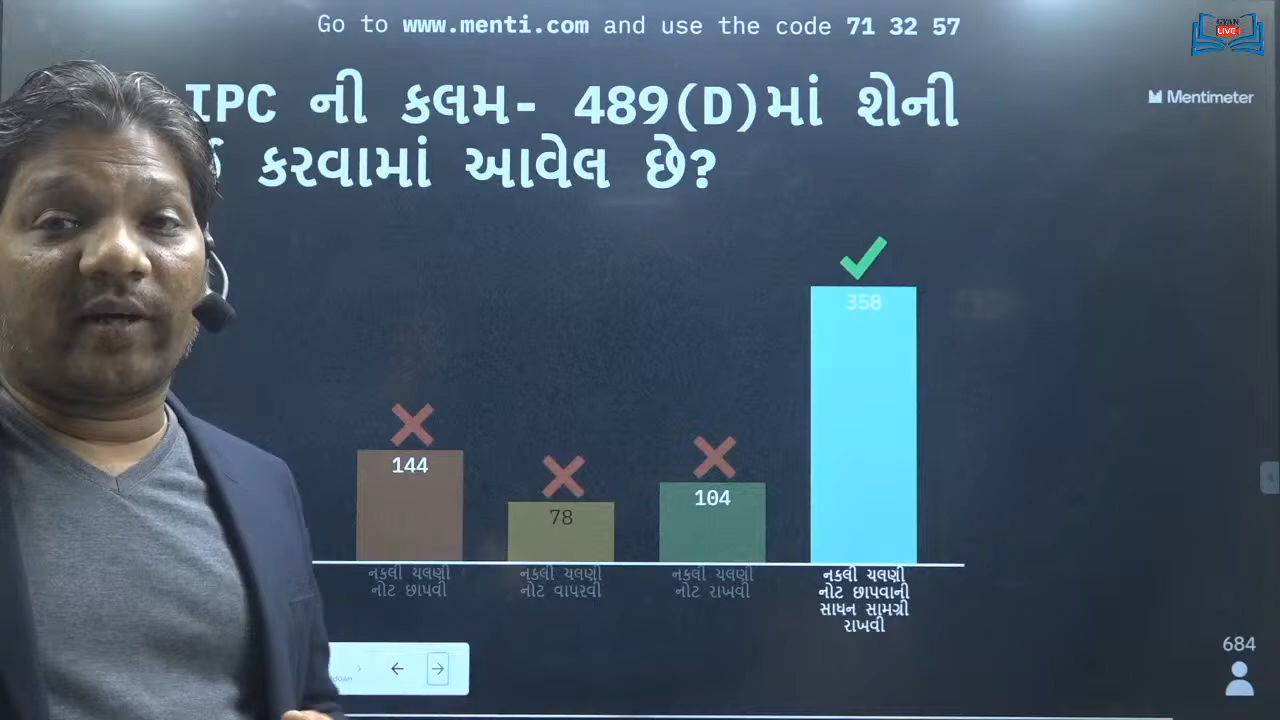 Go to www.menti.com and use the code 71 32 57
GYAN
LIVE
Mentimeter
IPC ની કલમ- 489(D)માં શેની
કરવામાં આવેલ છે?
358
144
104
78
નકલી ચલણી
નોટ છાપવી
નકલી ચલણી
નોટ વાપરવી
નકલી ચલણી
નોટ રાખવી
નકલી ચલણી
નોટ છાપવાની
સાધન સામગ્રી
રાખવી
684